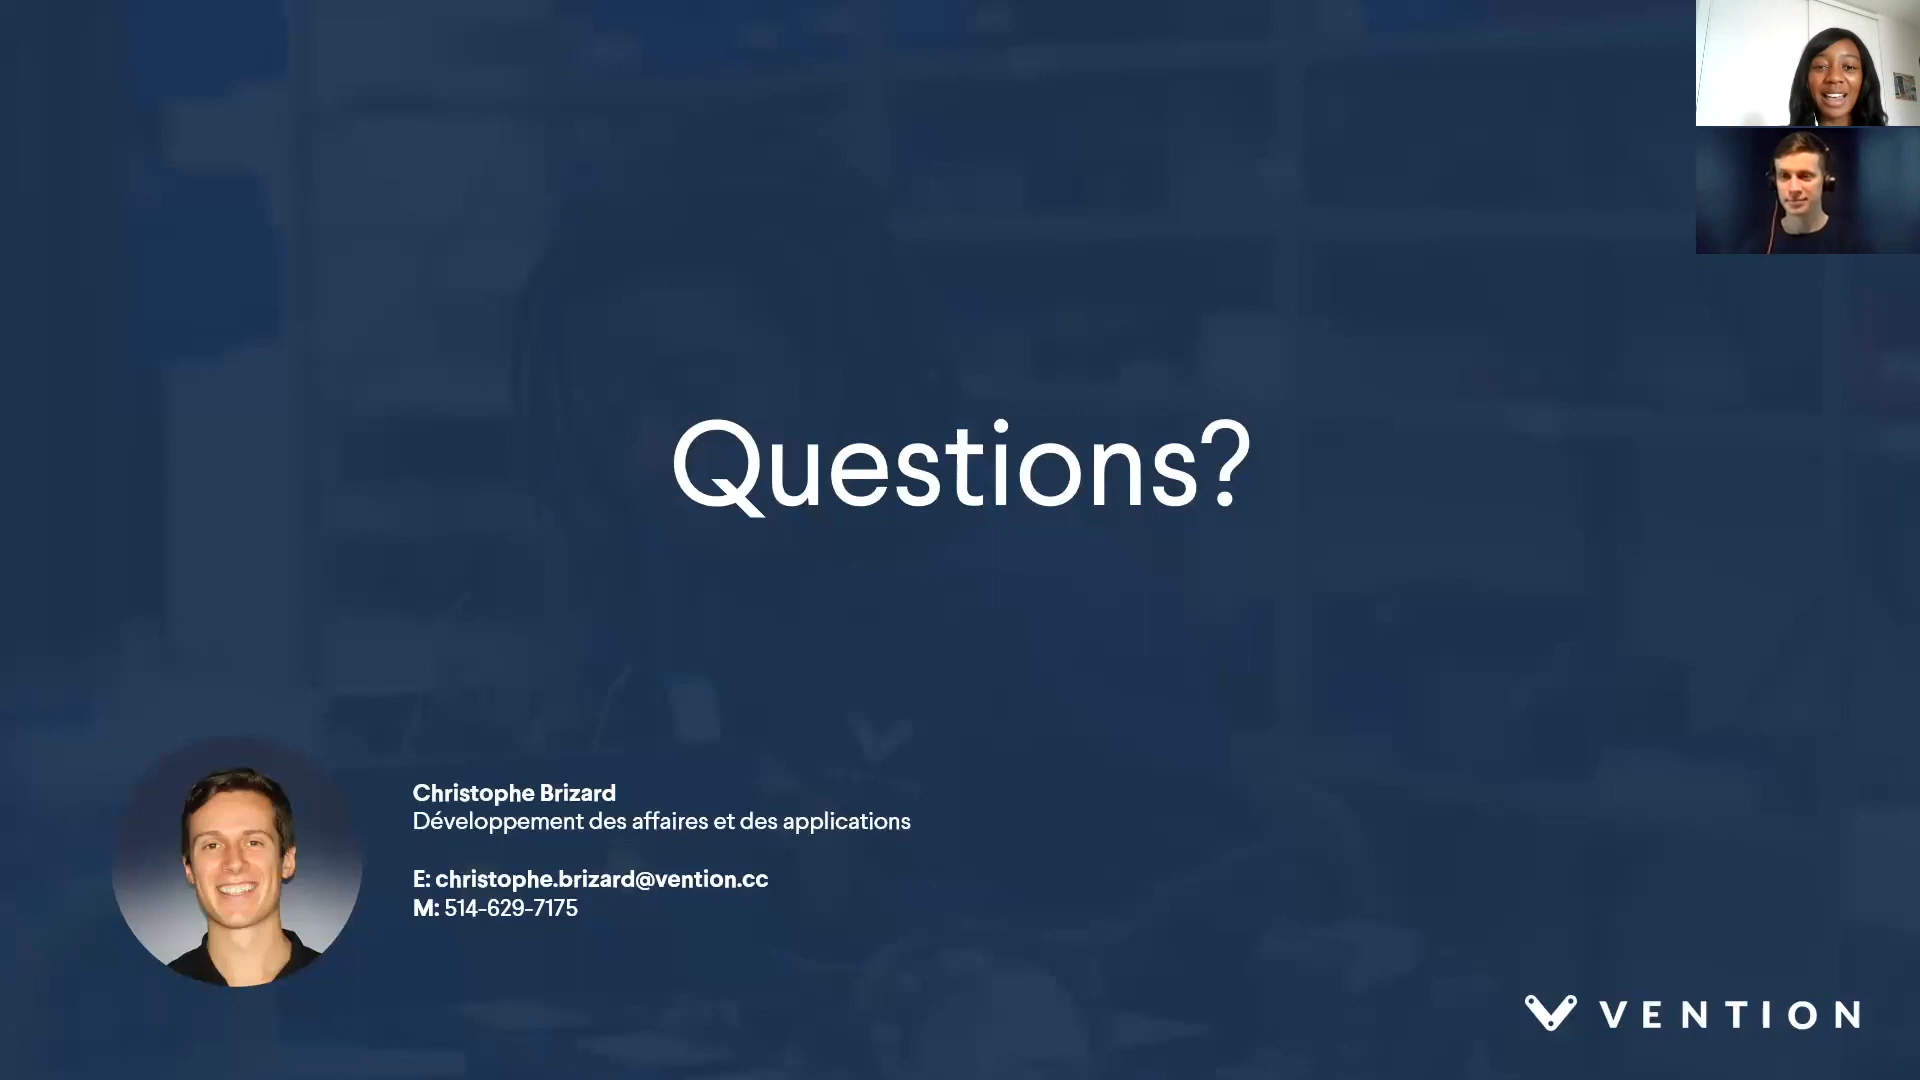 Questions?
Christophe Brizard
Développement des affaires et des applications
E: christophe.brizard@vention.cc
M: 514-629-7175
VENTION